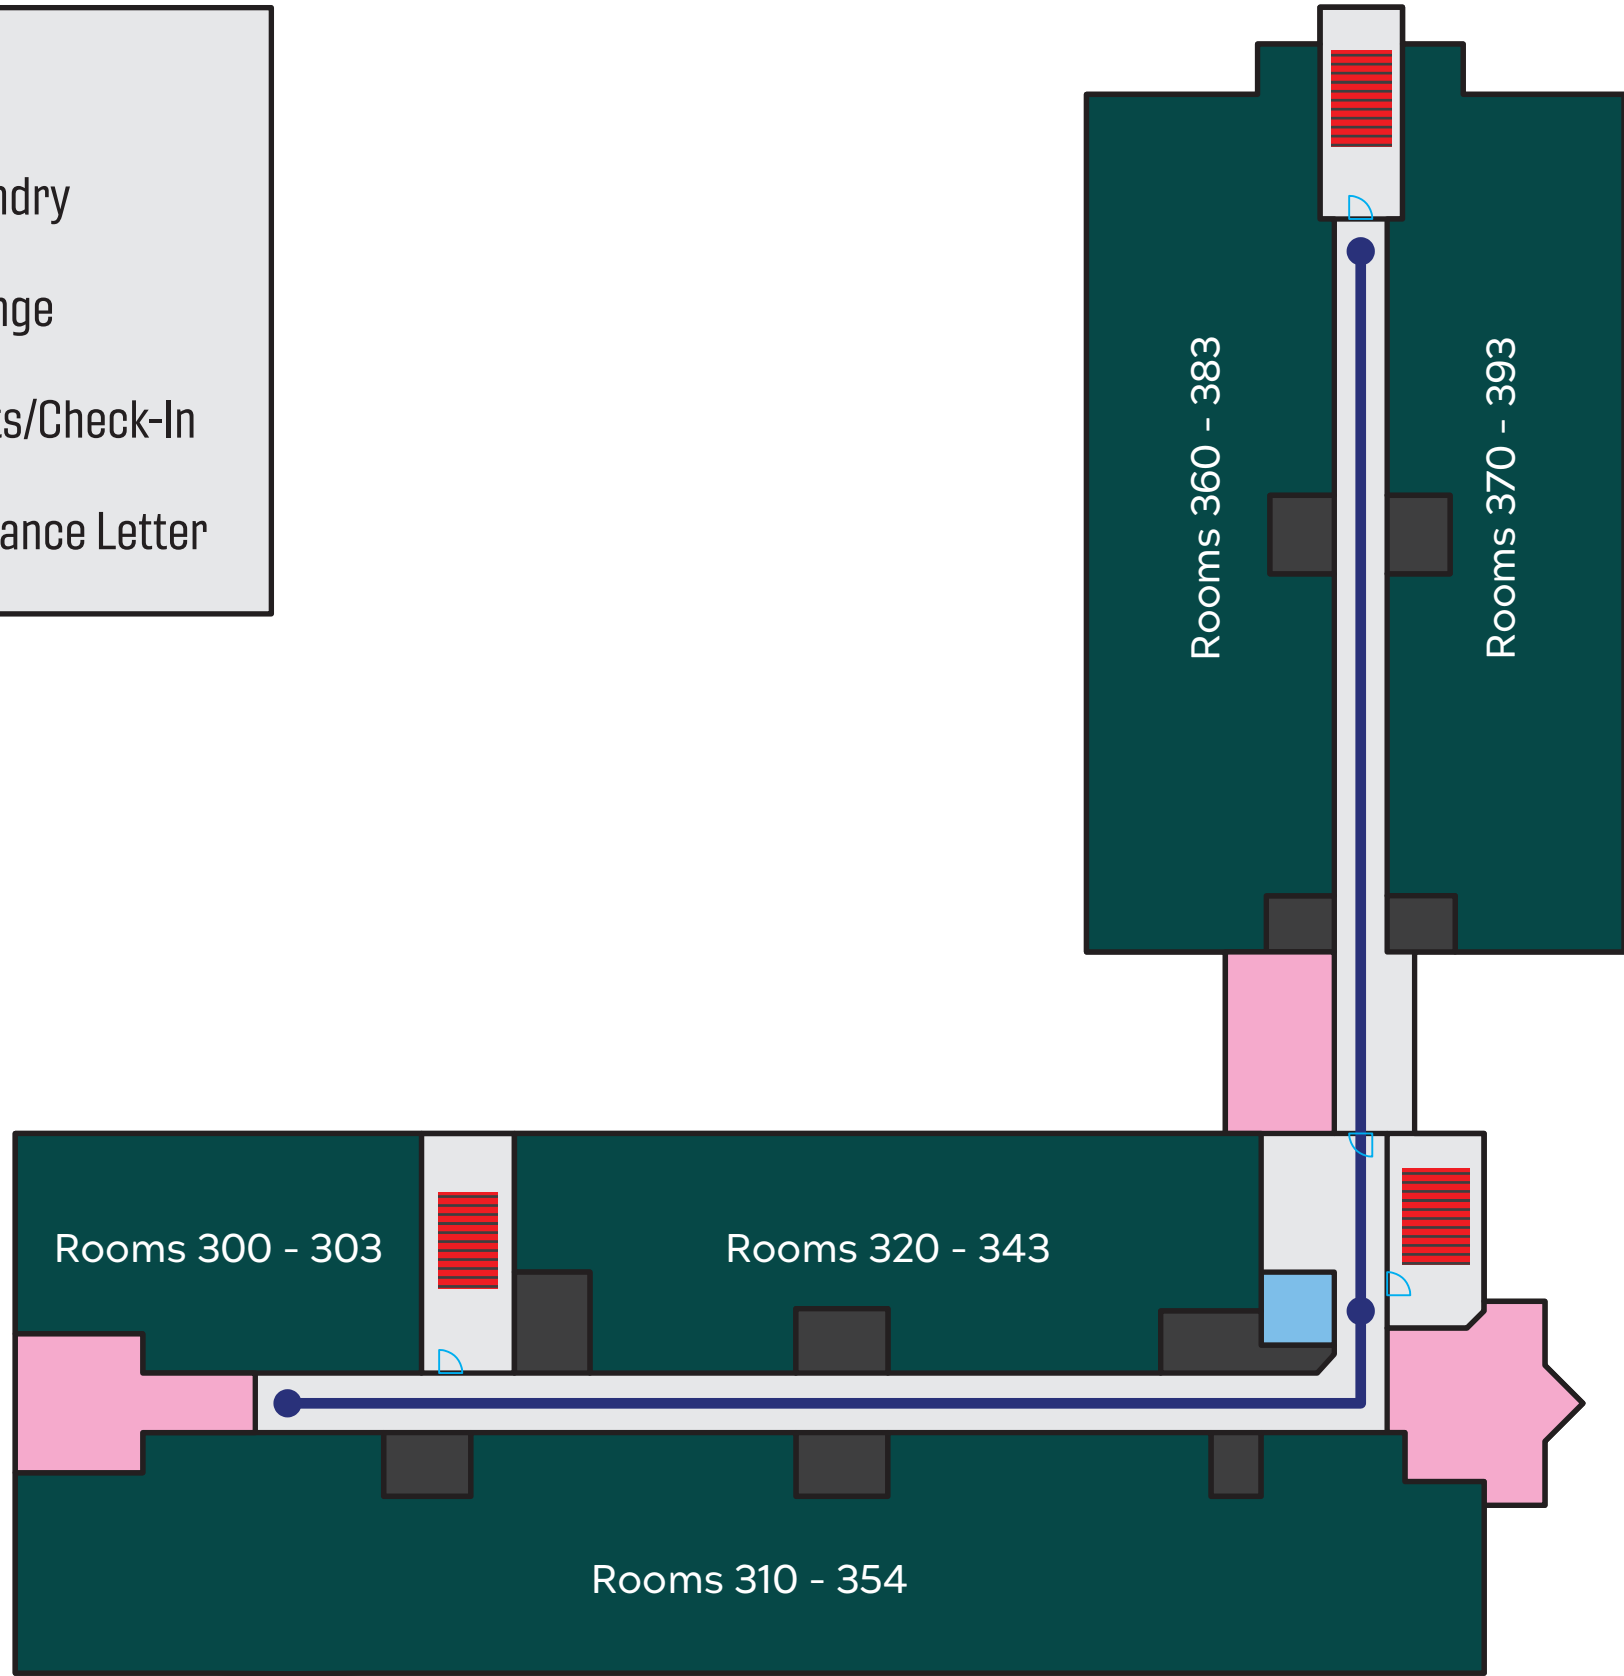 ndry
nge
ts/Check-In
ance Letter
Rooms 360 - 383
Rooms 370 - 393
Rooms 300 - 303
Rooms 320 - 343
Rooms 310 - 354